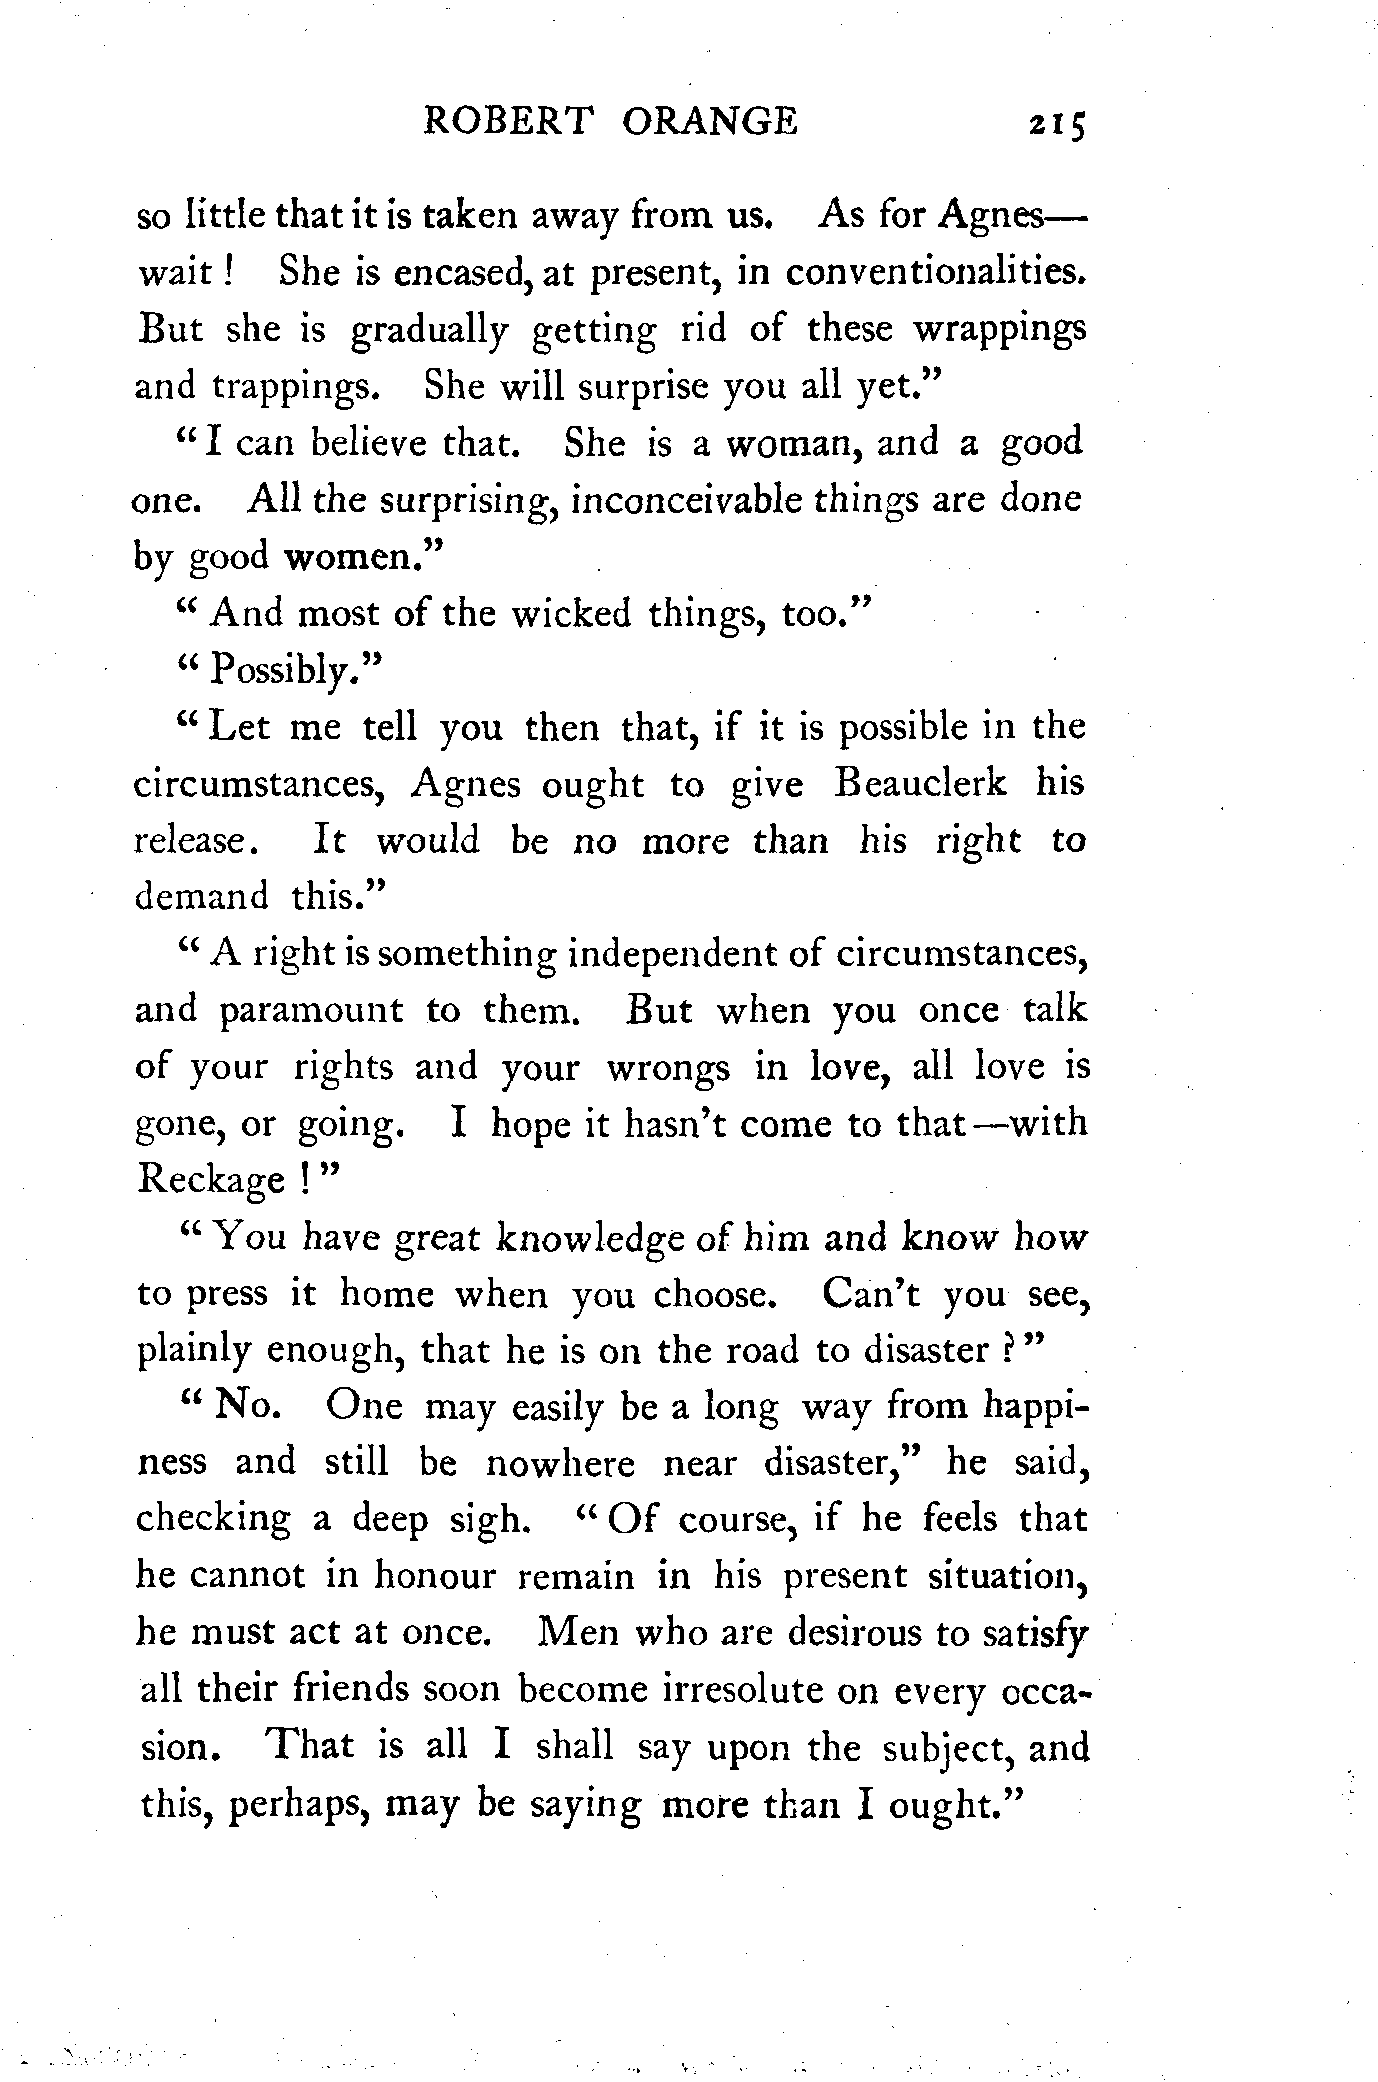 ROBERT ORANGE 215
so little that it is taken away from us. As for Agnes—
wait! She is encased, at present, in conventionalities.
But she is gradually getting rid of these wrappings
and trappings. She will surprise you all yet."
"I can believe that. She is a woman, and a good
one. All the surprising, inconceivable things are done
by good women."
"And most of the wicked things, too."
"Possibly."
"Let me tell you then that, if it is possible in the
circumstances, Agnes ought to give Beauclerk his
release. It would be no more than his right to
demand this."
"A right is something independent of circumstances,
and paramount to them. But when you once talk
of your rights and your wrongs in love, all love is
gone, or going. I hope it hasn't come to that—with
Reckage!"
"You have great knowledge of him and know how
to press it home when you choose. Can't you see,
plainly enough, that he is on the road to disaster?"
"No. One may easily be a long way from happi-
ness and still be nowhere near disaster," he said,
checking a deep sigh. "Of course, if he feels that
he cannot in honour remain in his present situation,
he must act at once. Men who are desirous to satisfy
all their friends soon become irresolute on every occa-
sion. That is all I shall say upon the subject, and
this, perhaps, may be saying more than I ought."